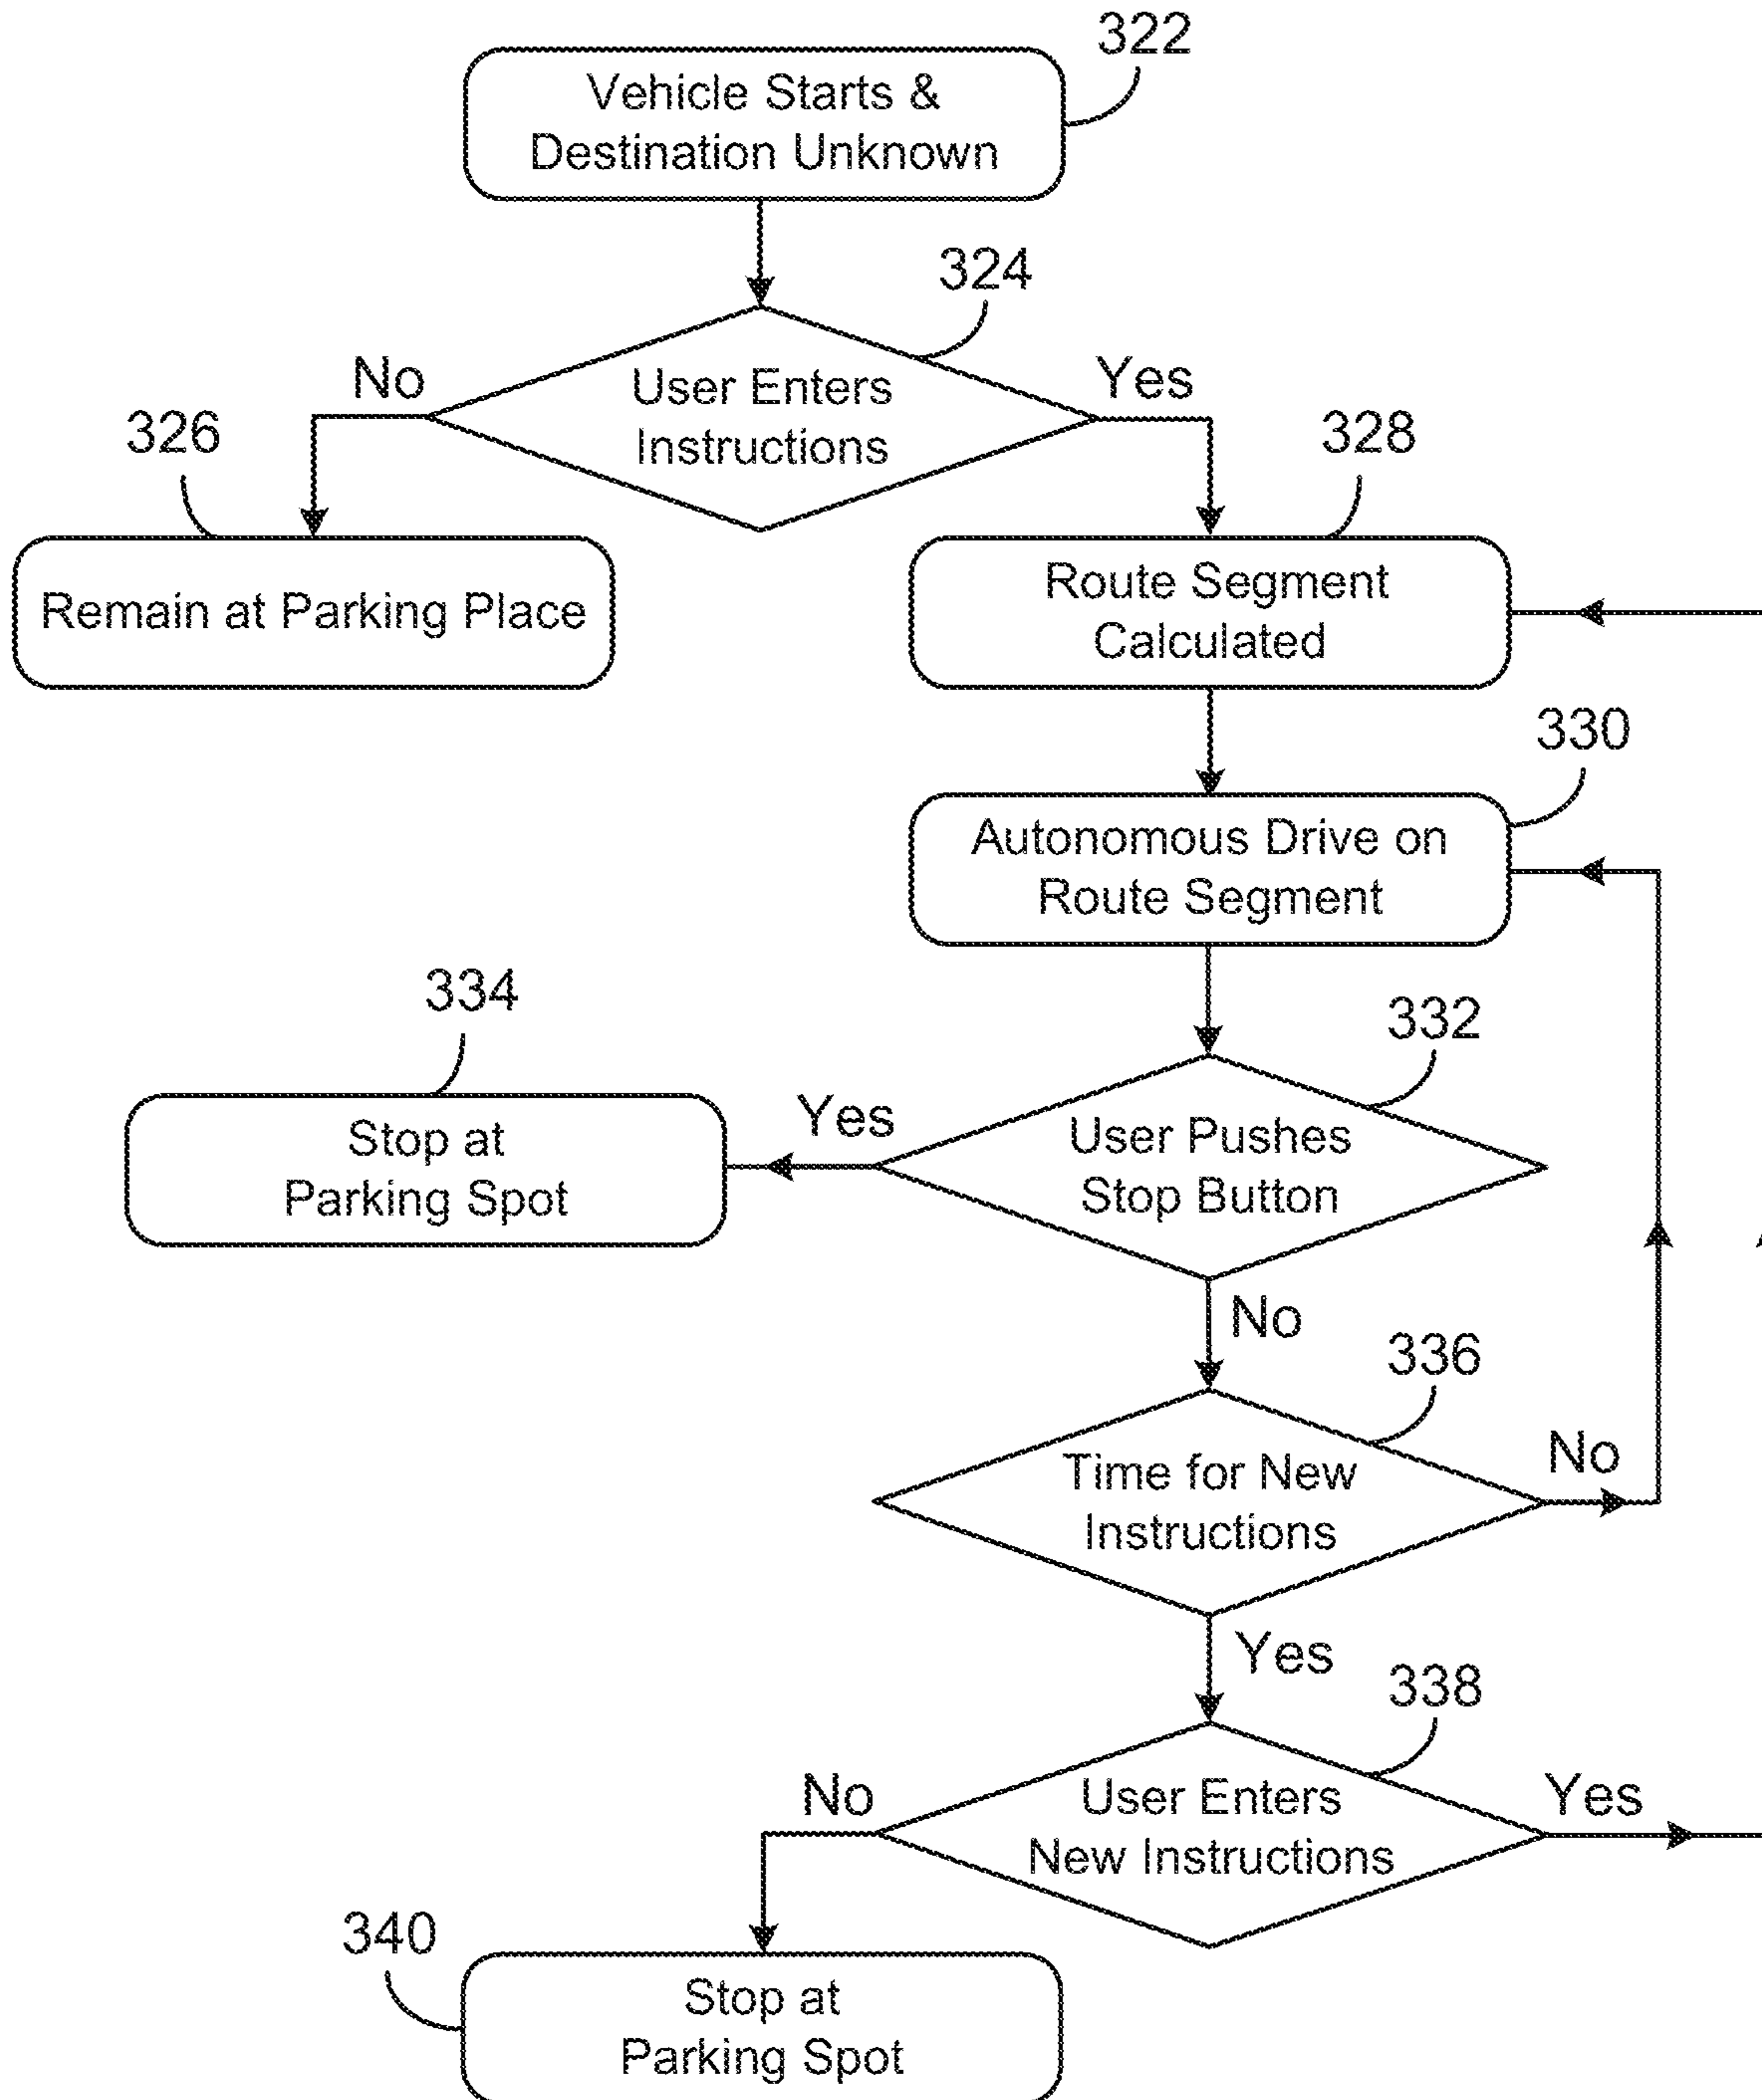 322
Vehicle Starts &
Destination Unknown
324
No
User Enters
Instructions
Yes
326
328
Remain at Parking Place
Route Segment
Calculated
330
Autonomous Drive on
Route Segment
334
332
Stop at
Parking Spot
Yes
User Pushes
Stop Button
No
336
Time for New
Instructions
No
Yes
338
No
User Enters
New Instructions
Yes
340
Stop at
Parking Spot